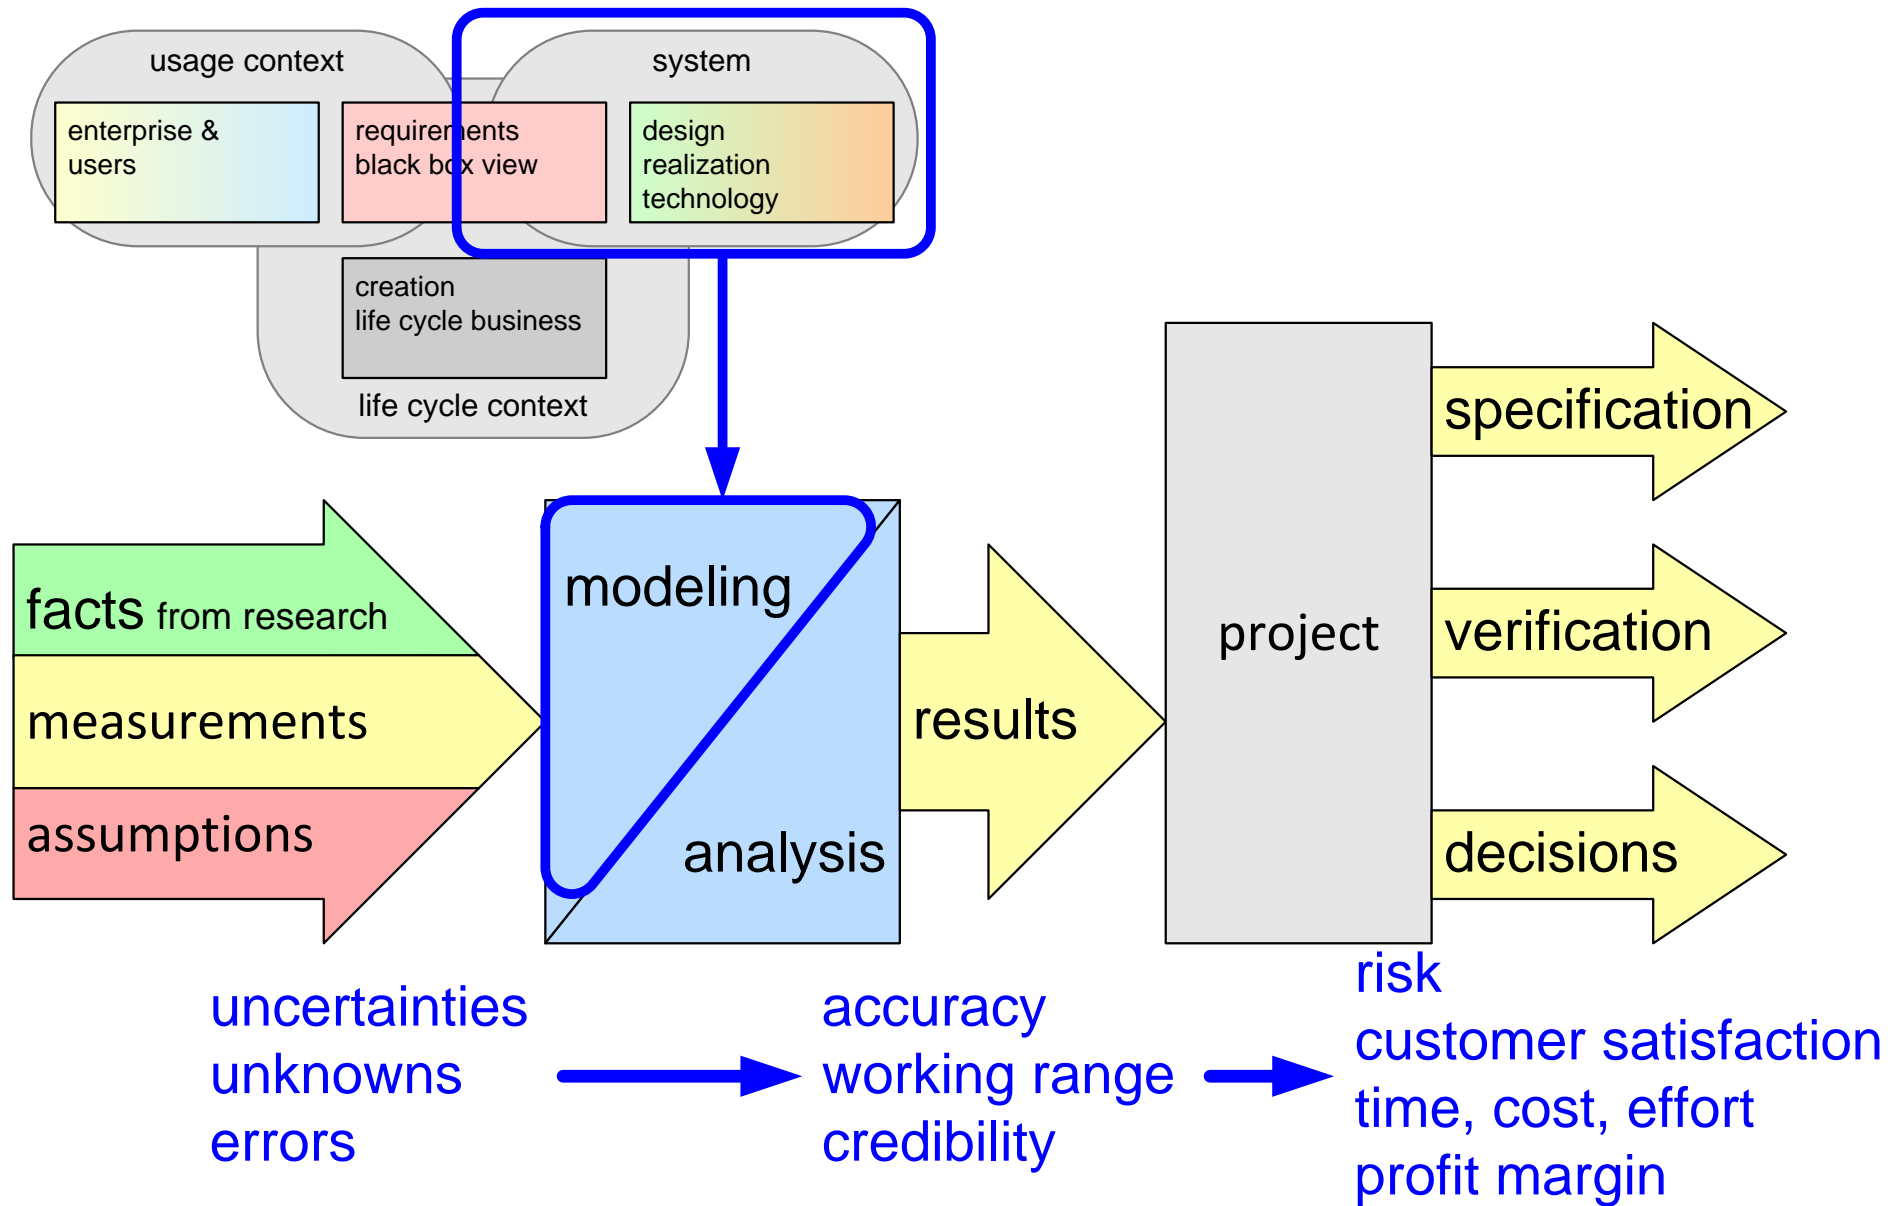 usage context
system
enterprise &
users
requirements
black box view
design
realization
technology
creation
life cycle business
life cycle context
facts from research
measurements
assumptions
modeling
analysis
results
project
specification
verification
decisions
uncertainties
unknowns
errors
accuracy
working range
credibility
risk
customer satisfaction
time, cost, effort
profit margin